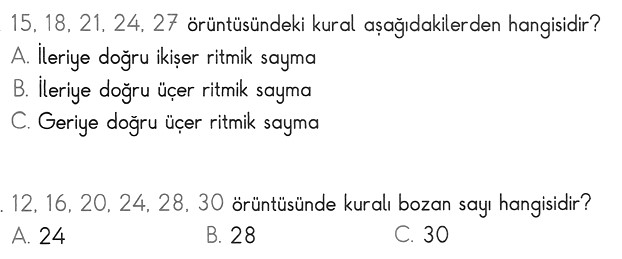 15, 18, 21, 24, 27 örüntüsündeki kural aşağıdakilerden hangisidir?
A. İleriye doğru ikişer ritmik sayma
B. İleriye doğru üçer ritmik sayma
C. Geriye doğru üçer ritmik sayma
. 12, 16, 20, 24, 28, 30 örüntüsünde kuralı bozan sayı hangisidir?
A. 24 B. 28 C. 30